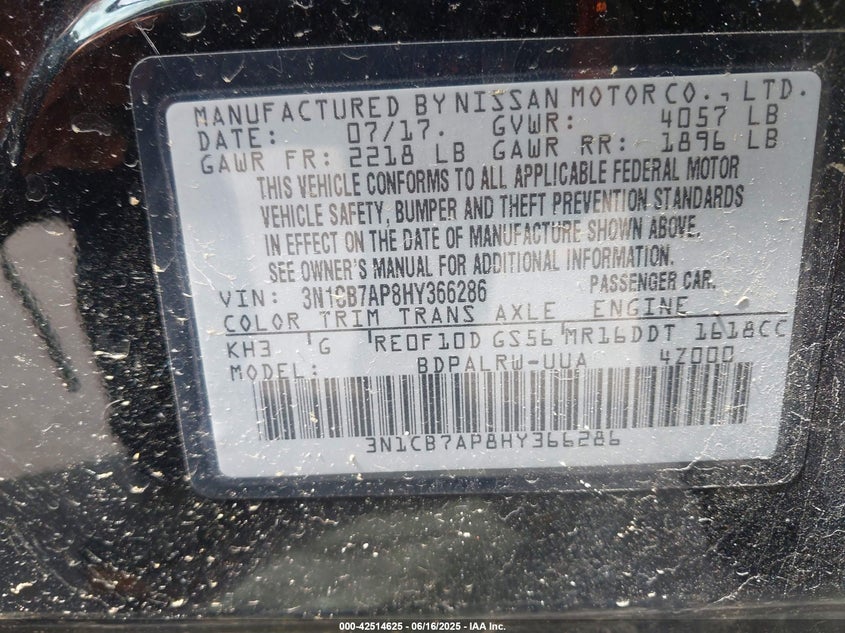 MANUFACTURED BY NISSAN MOTOR CO., LTD.
DATE: 07/17. GVWR: 4057 LB
GAWR FR: 2218 LB GAWR RR: 1896 LB
THIS VEHICLE CONFORMS TO ALL APPLICABLE FEDERAL MOTOR
VEHICLE SAFETY, BUMPER AND THEFT PREVENTION STANDARDS
IN EFFECT ON THE DATE OF MANUFACTURE SHOWN ABOVE.
SEE OWNER'S MANUAL FOR ADDITIONAL INFORMATION.
VIN: 3N1CB7AP8HY366286 PASSENGER CAR.
COLOR TRIM TRANS AXLE ENGINE
KH3 G RE0F10D GS56 MR16DDT 1618CC
MODEL: BDPALRW-UUA 4Z000
3N1CB7AP8HY366286
000-42514625 - 06/16/2025 - IAA Inc.